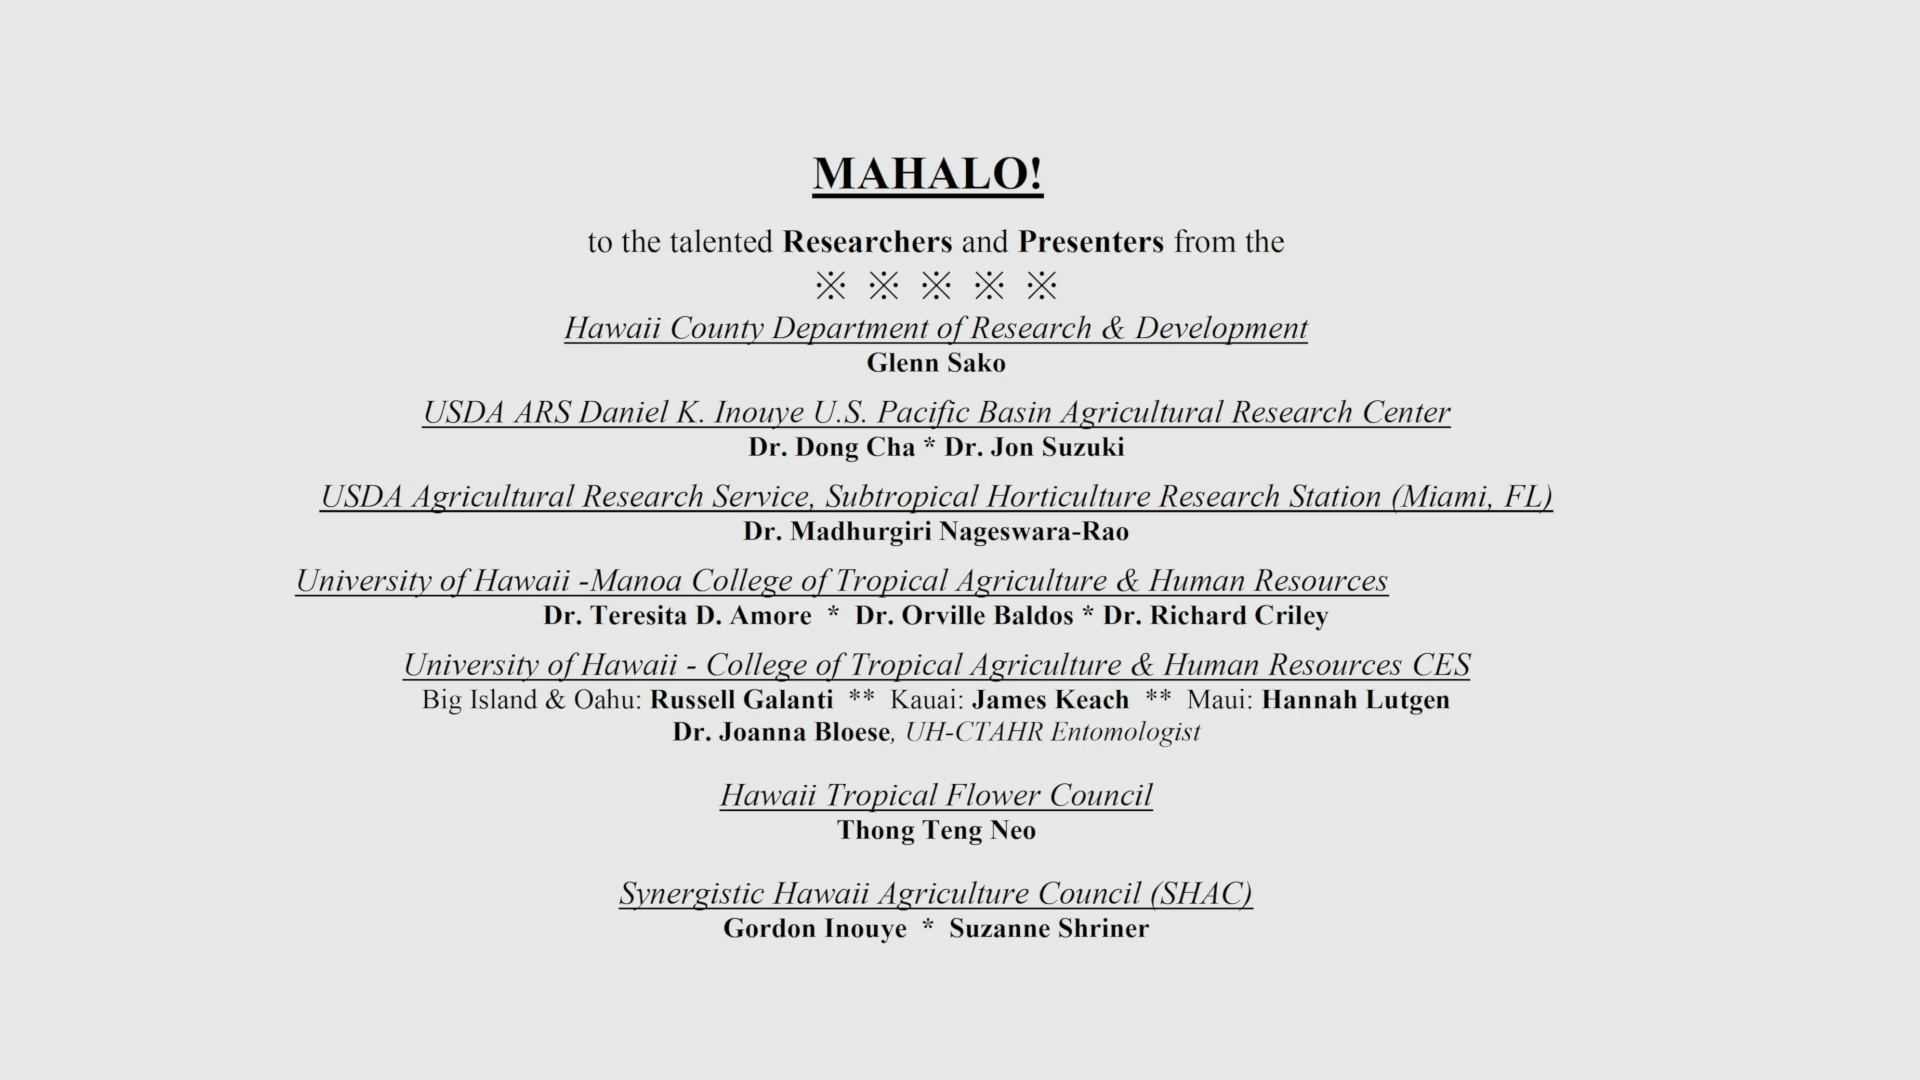 MAHALO!
to the talented Researchers and Presenters from the
※ ※ ※ ※ ※
Hawaii County Department of Research & Development
Glenn Sako
USDA ARS Daniel K. Inouye U.S. Pacific Basin Agricultural Research Center
Dr. Dong Cha * Dr. Jon Suzuki
USDA Agricultural Research Service, Subtropical Horticulture Research Station (Miami, FL)
Dr. Madhurgiri Nageswara-Rao
University of Hawaii -Manoa College of Tropical Agriculture & Human Resources
Dr. Teresita D. Amore * Dr. Orville Baldos * Dr. Richard Criley
University of Hawaii - College of Tropical Agriculture & Human Resources CES
Big Island & Oahu: Russell Galanti ** Kauai: James Keach ** Maui: Hannah Lutgen
Dr. Joanna Bloese, UH-CTAHR Entomologist
Hawaii Tropical Flower Council
Thong Teng Neo
Synergistic Hawaii Agriculture Council (SHAC)
Gordon Inouye * Suzanne Shriner